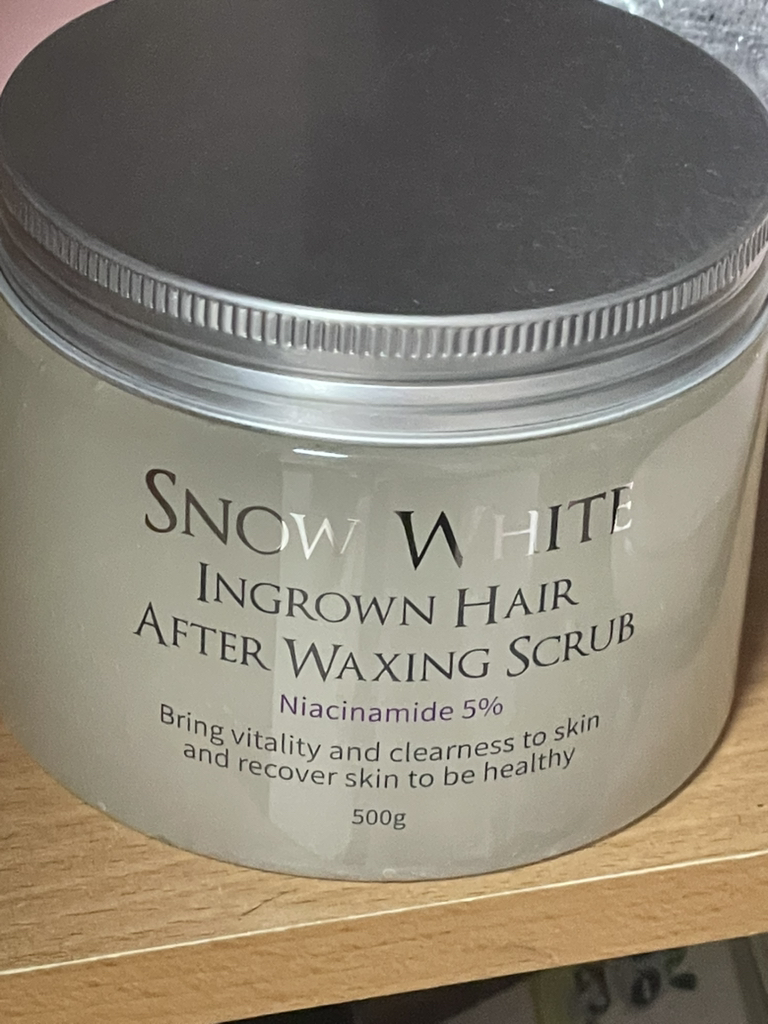 SNOW WHITE
INGROWN HAIR
AFTER WAXING SCRUB
Niacinamide 5%
Bring vitality and clearness to skin
and recover skin to be healthy
500g